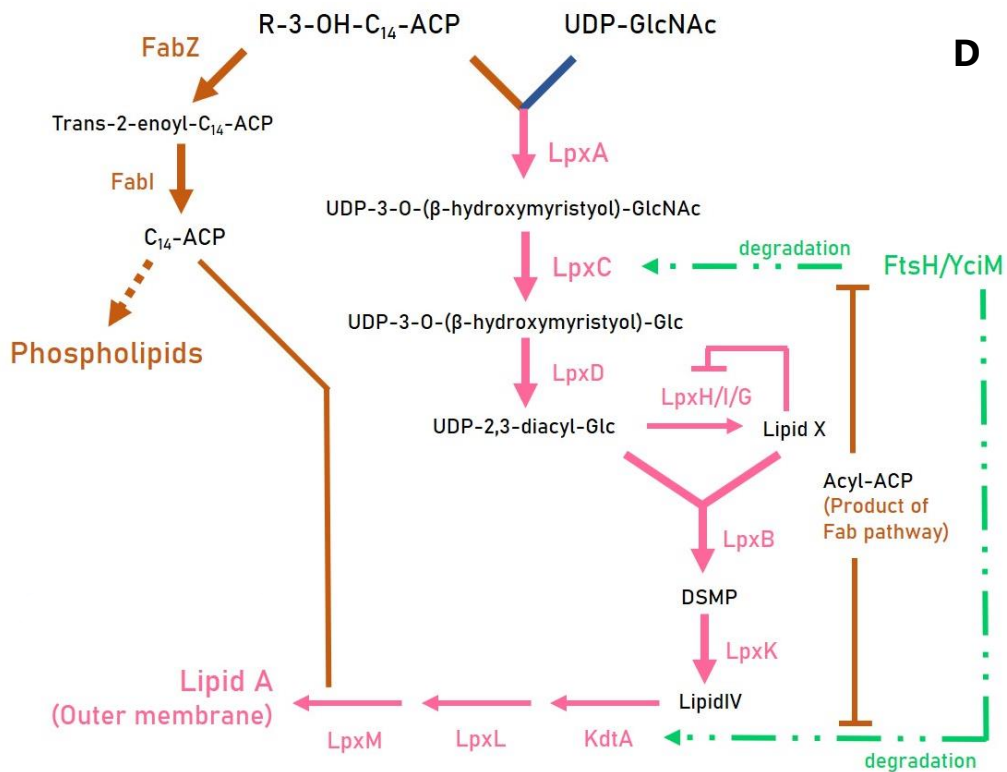 R-3-OH-C₁₄-ACP
UDP-GlcNAc
D
FabZ
Trans-2-enoyl-C₁₄-ACP
LpxA
FabI
UDP-3-O-(β-hydroxymyristyol)-GlcNAc
C₁₄-ACP
degradation
LpxC
FtsH/YciM
UDP-3-O-(β-hydroxymyristyol)-Glc
Phospholipids
LpxD
LpxH/I/G
UDP-2,3-diacyl-Glc
Lipid X
Acyl-ACP
(Product of
Fab pathway)
LpxB
DSMP
LpxK
Lipid A
(Outer membrane)
LipidIV
LpxM
LpxL
KdtA
degradation